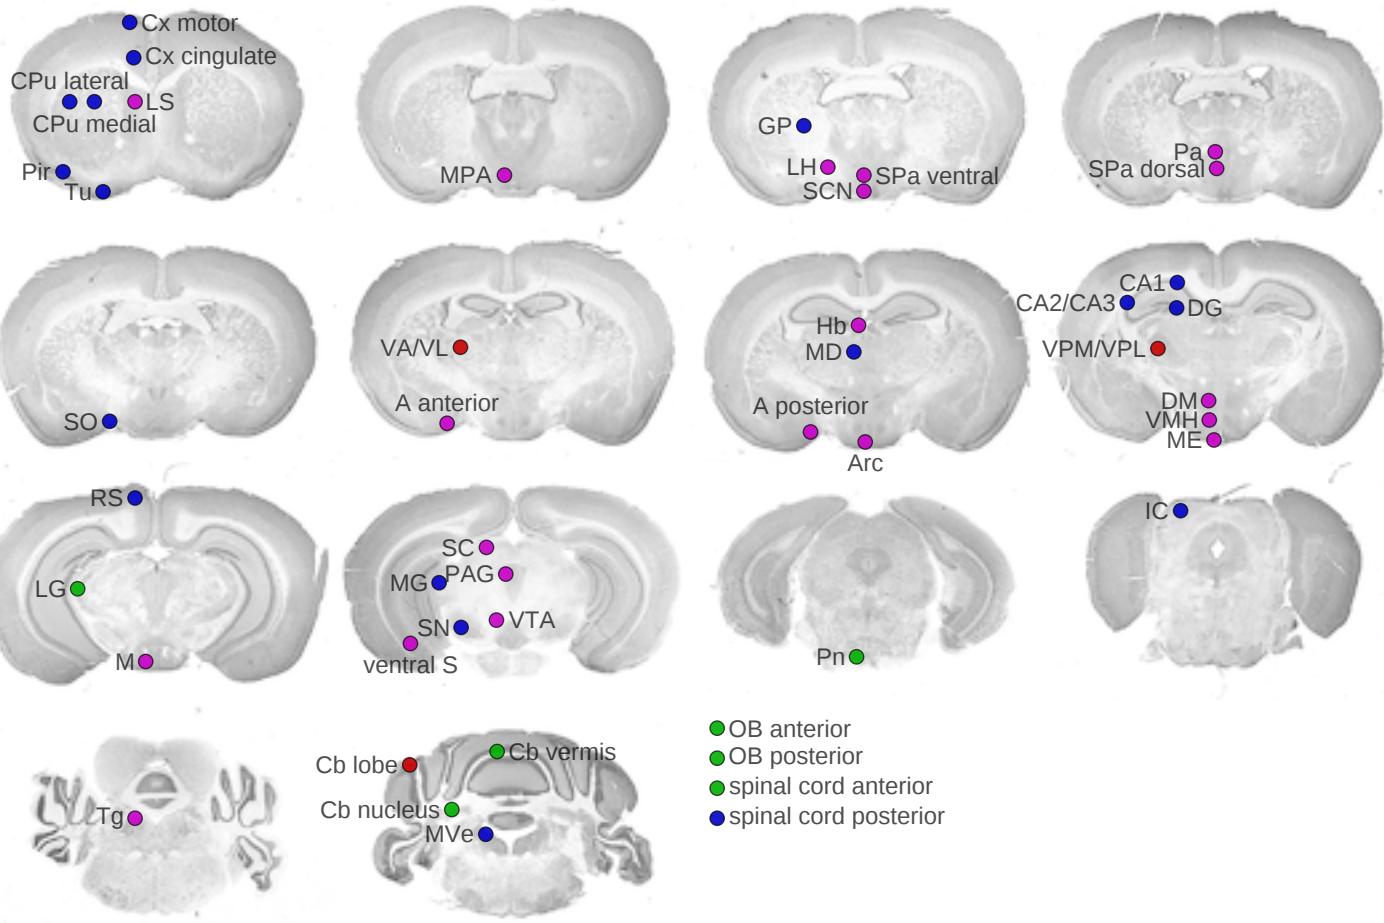 Cx motor
Cx cingulate
CPu lateral
LS
CPu medial
Pir
Tu
MPA
GP
LH
SPa ventral
SCN
Pa
SPa dorsal
SO
VA/VL
A anterior
Hb
MD
A posterior
Arc
CA1
CA2/CA3
DG
VPM/VPL
DM
VMH
ME
RS
LG
M
SC
PAG
MG
VTA
SN
ventral S
Pn
IC
Tg
Cb lobe
Cb vermis
Cb nucleus
MVe
OB anterior
OB posterior
spinal cord anterior
spinal cord posterior